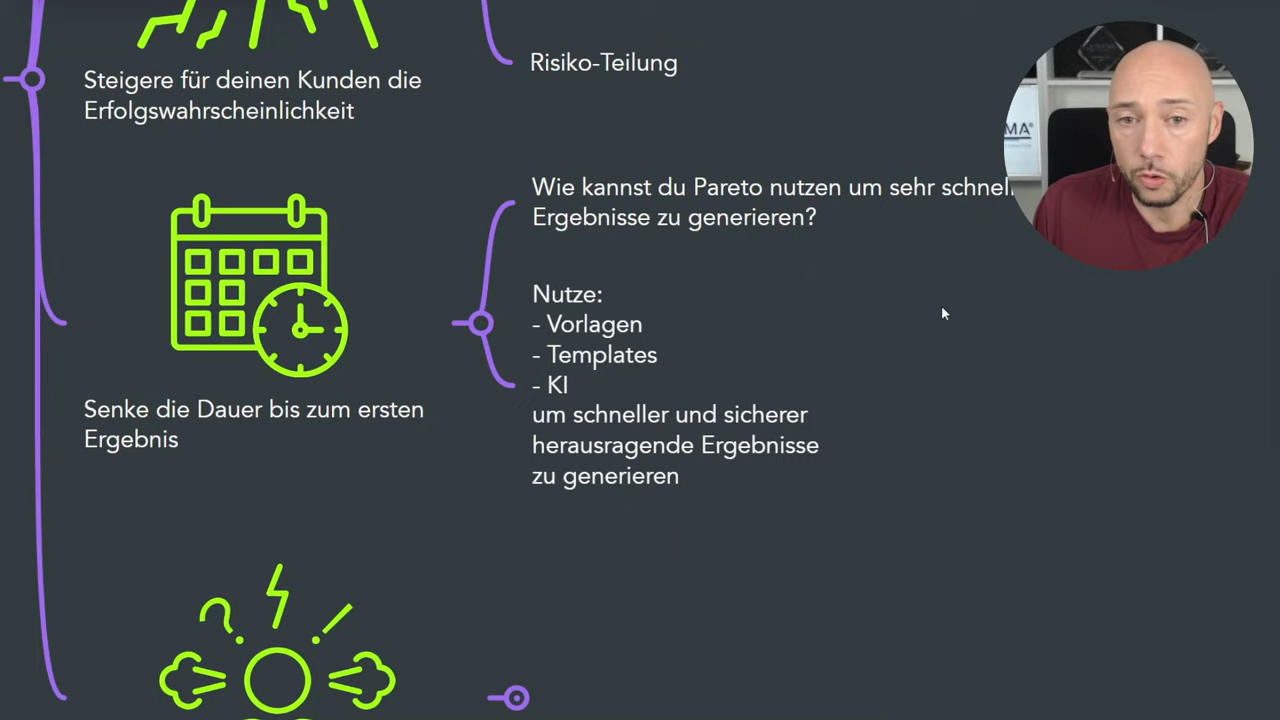 Risiko-Teilung
Steigere für deinen Kunden die
Erfolgswahrscheinlichkeit
MA®
Wie kannst du Pareto nutzen um sehr schnell
Ergebnisse zu generieren?
Nutze:
- Vorlagen
- Templates
- KI
um schneller und sicherer
herausragende Ergebnisse
zu generieren
Senke die Dauer bis zum ersten
Ergebnis